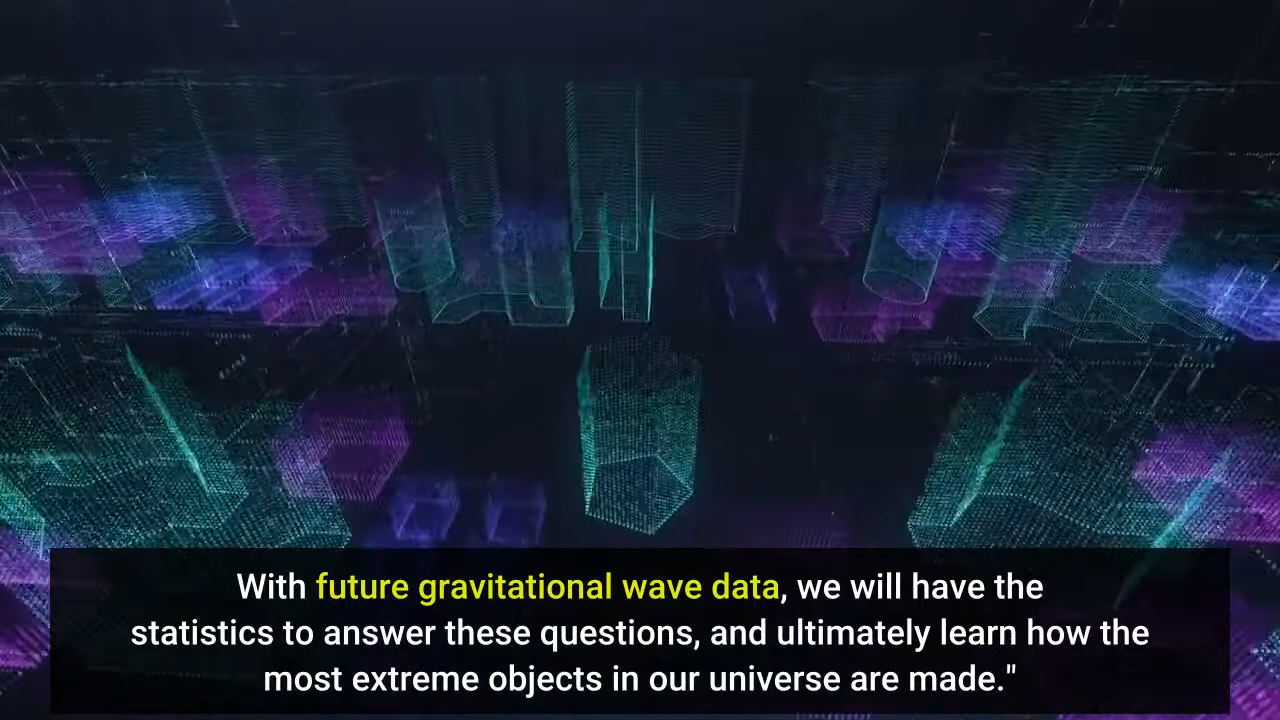 With future gravitational wave data, we will have the
statistics to answer these questions, and ultimately learn how the
most extreme objects in our universe are made."